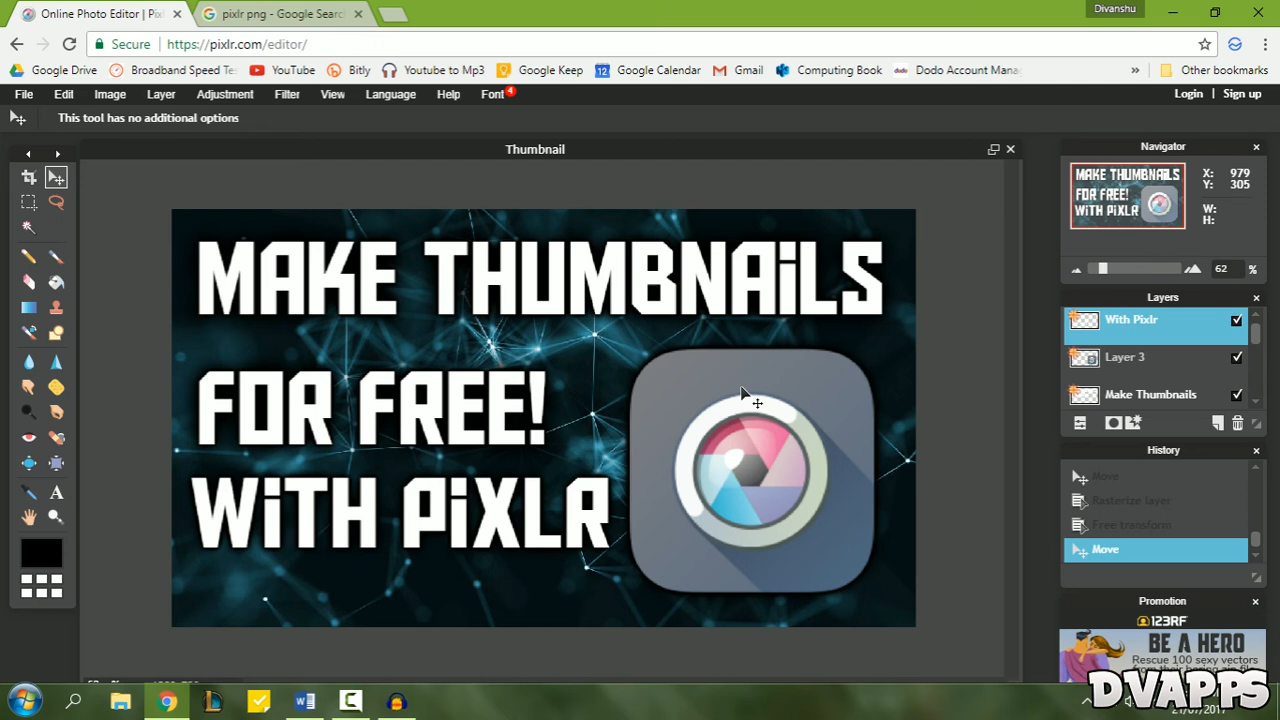 Online Photo Editor | Pix
pixlr png - Google Searc
Divanshu
Secure
https://pixlr.com/editor/
Google Drive
Broadband Speed Te
YouTube
Bitly
Youtube to Mp3
Google Keep
12
Google Calendar
Gmail
Computing Book
dodo
Dodo Account Mana
»
Other bookmarks
File
Edit
Image
Layer
Adjustment
Filter
View
Language
Help
Font
4
Login | Sign up
This tool has no additional options
Thumbnail
MAKE THUMBNAiLS
FOR FREE!
WiTH PiXLR
Navigator
MAKE THUMBNAiLS
FOR FREE!
WiTH PiXLR
X: 979
Y: 305
W:
H:
62 %
Layers
With Pixlr
Layer 3
Make Thumbnails
History
Move
Rasterize layer
Free transform
Move
Promotion
123RF
BE A HERO
Rescue 100 sexy vectors
A
DVAPPS